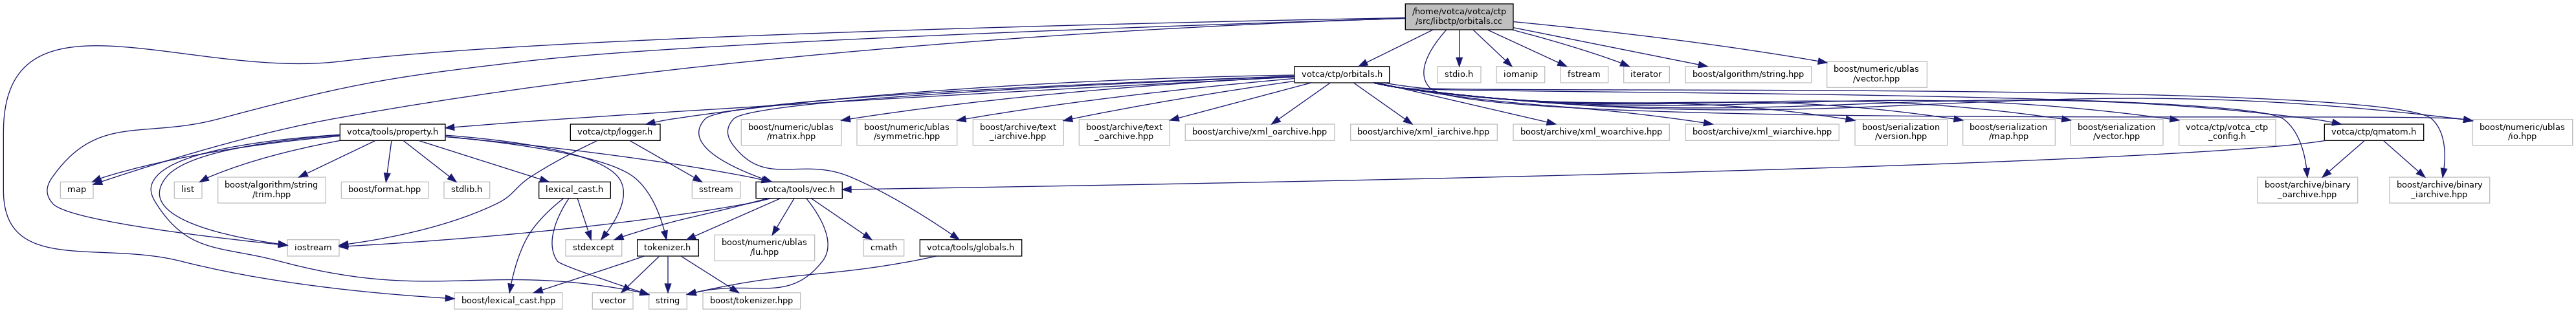 /home/votca/votca/ctp
/src/libctp/orbitals.cc
votca/ctp/orbitals.h
stdio.h
iomanip
fstream
iterator
boost/algorithm/string.hpp
boost/numeric/ublas
/vector.hpp
votca/tools/property.h
votca/ctp/logger.h
boost/numeric/ublas
/matrix.hpp
boost/numeric/ublas
/symmetric.hpp
boost/archive/text
_iarchive.hpp
boost/archive/text
_oarchive.hpp
boost/archive/xml_oarchive.hpp
boost/archive/xml_iarchive.hpp
boost/archive/xml_woarchive.hpp
boost/archive/xml_wiarchive.hpp
boost/serialization
/version.hpp
boost/serialization
/map.hpp
boost/serialization
/vector.hpp
votca/ctp/votca_ctp
_config.h
votca/ctp/qmatom.h
boost/numeric/ublas
/io.hpp
map
list
boost/algorithm/string
/trim.hpp
boost/format.hpp
stdlib.h
lexical_cast.h
sstream
votca/tools/vec.h
boost/archive/binary
_oarchive.hpp
boost/archive/binary
_iarchive.hpp
iostream
stdexcept
tokenizer.h
boost/numeric/ublas
/lu.hpp
cmath
votca/tools/globals.h
boost/lexical_cast.hpp
vector
string
boost/tokenizer.hpp